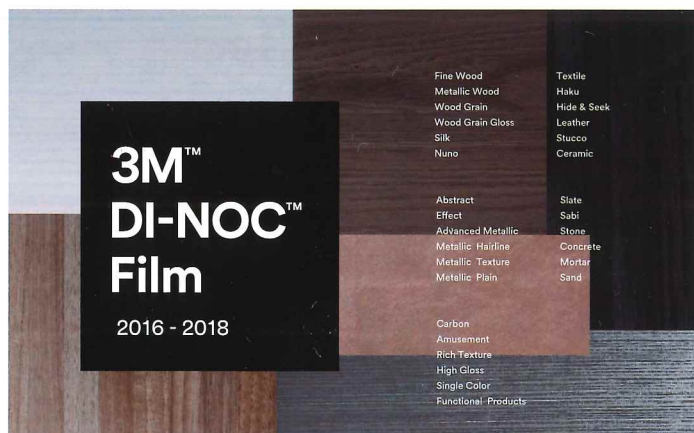 3M™
DI-NOC™
Film
2016 - 2018
Fine Wood
Metallic Wood
Wood Grain
Wood Grain Gloss
Silk
Nuno
Textile
Haku
Hide & Seek
Leather
Stucco
Ceramic
Abstract
Effect
Advanced Metallic
Metallic Hairline
Metallic Texture
Metallic Plain
Slate
Sabi
Stone
Concrete
Mortar
Sand
Carbon
Amusement
Rich Texture
High Gloss
Single Color
Functional Products